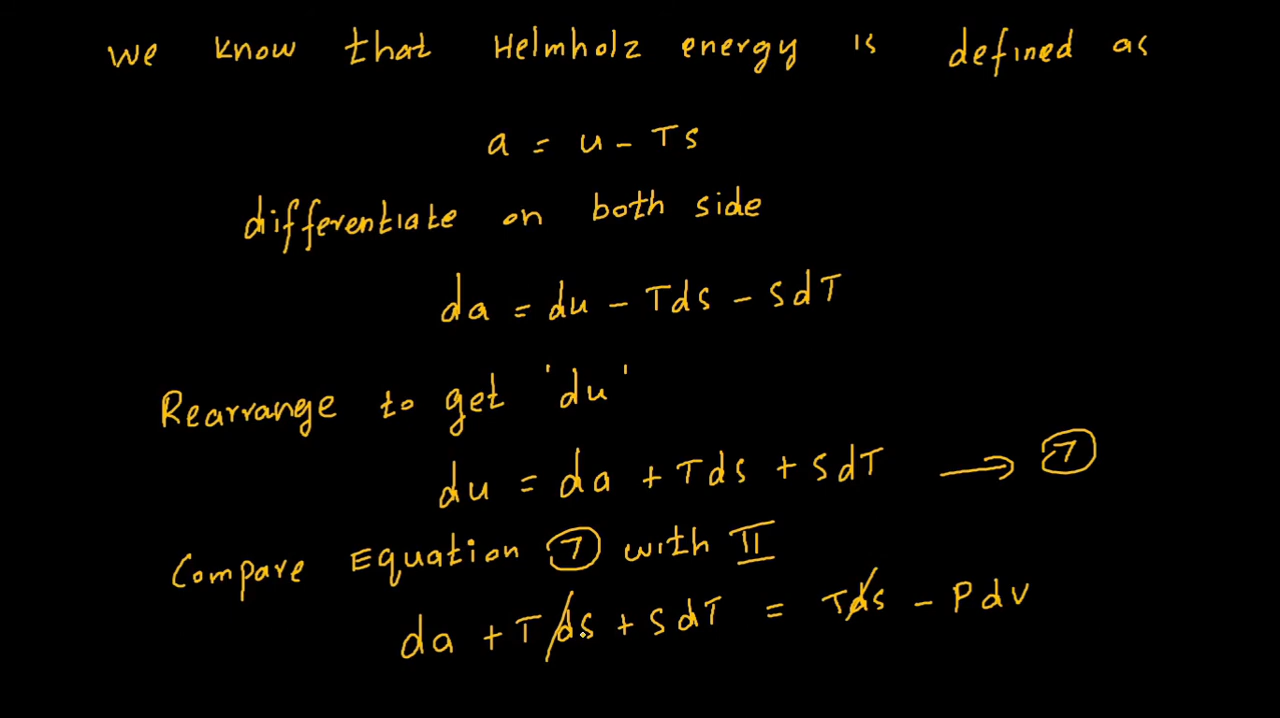 We know that Helmholz energy is defined as
a = u - Ts
differentiate on both side
da = du - Tds - sdT
Rearrange to get 'du'
du = da + Tds + sdT → ⑦
Compare Equation ⑦ with II
da + Tds + sdT = Tds - Pdv